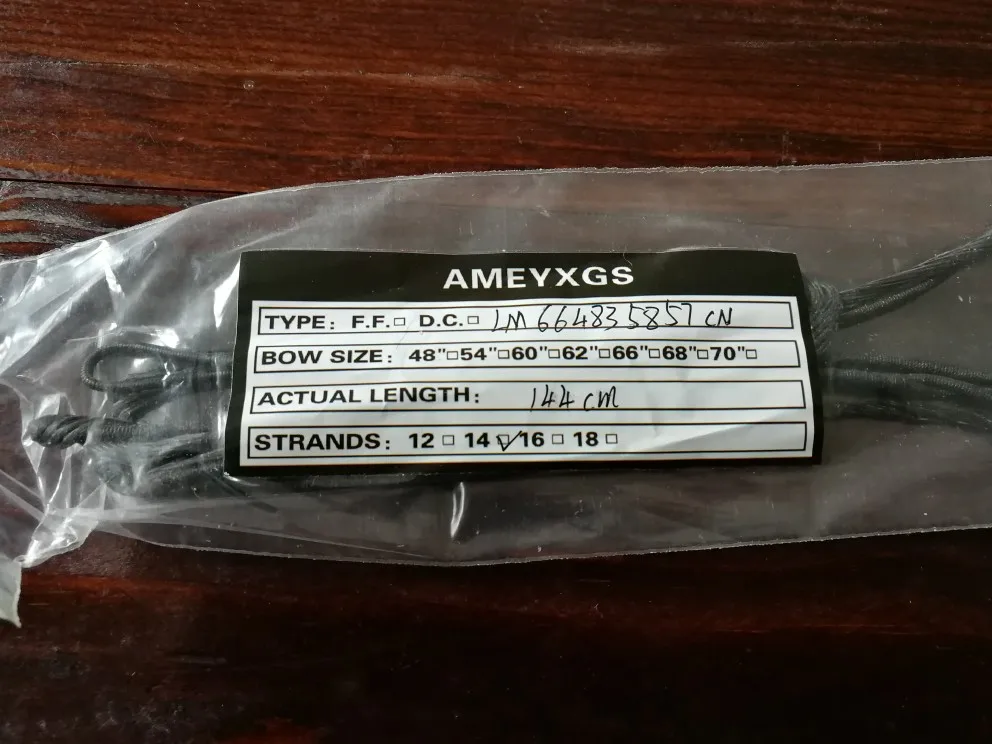 AMEYXGS
TYPE: F.F.□ D.C.□ LM664835857CN
BOW SIZE: 48"□54"□60"□62"□66"□68"□70"□
ACTUAL LENGTH: 144cm
STRANDS: 12 □ 14 ☑ 16 □ 18 □